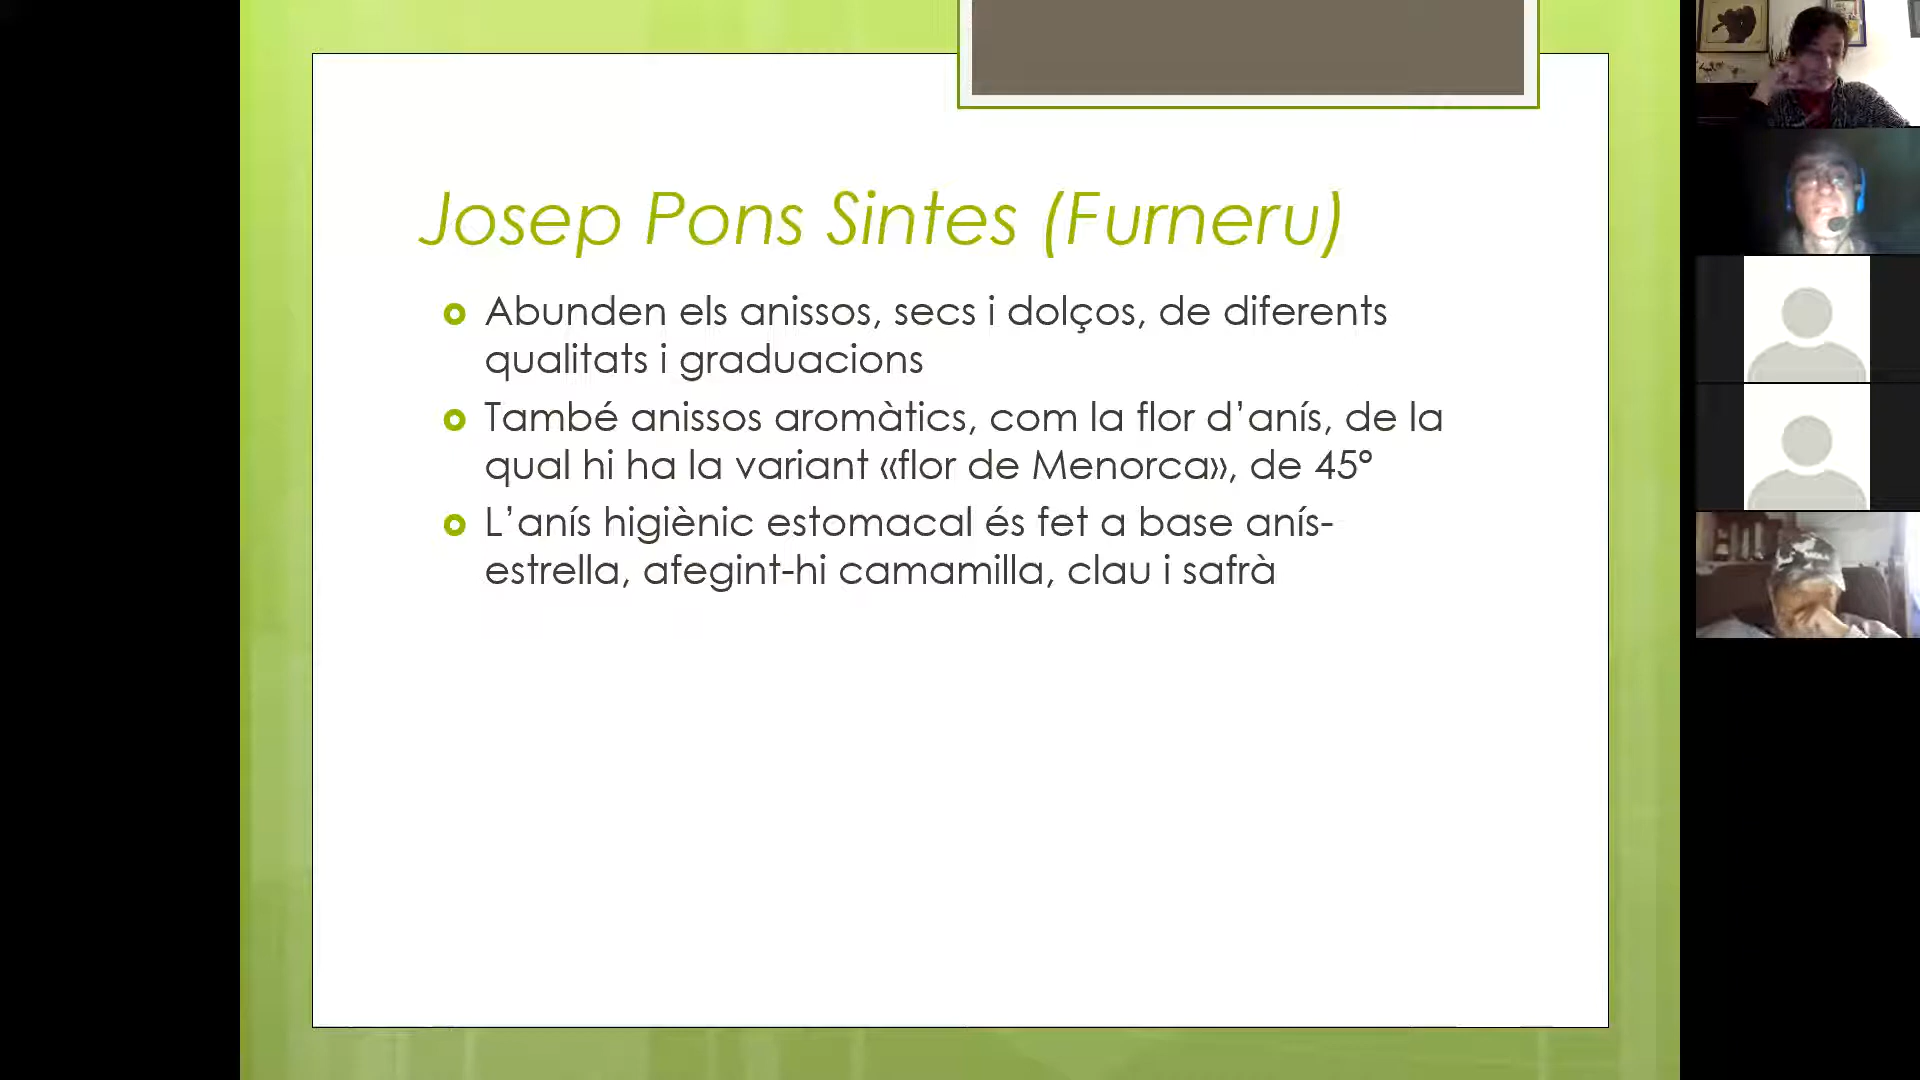 Josep Pons Sintes (Furneru)
Abunden els anissos, secs i dolços, de diferents
qualitats i graduacions
També anissos aromàtics, com la flor d’anís, de la
qual hi ha la variant «flor de Menorca», de 45º
L’anís higiènic estomacal és fet a base anís-
estrella, afegint-hi camamilla, clau i safrà